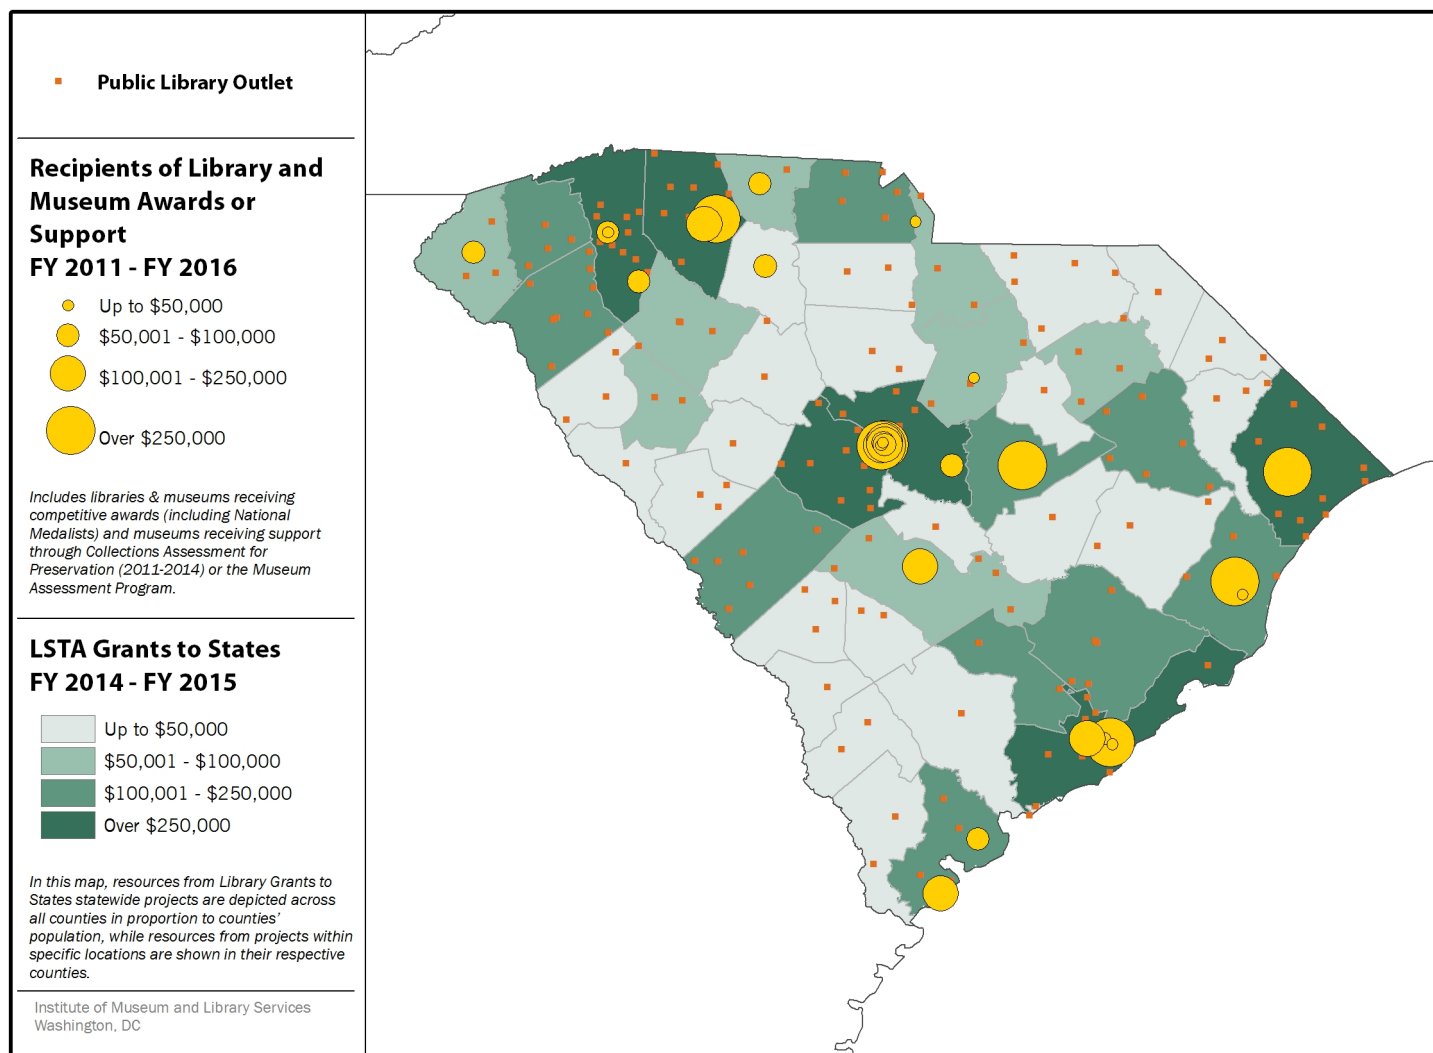 Public Library Outlet
Recipients of Library and
Museum Awards or
Support
FY 2011 - FY 2016
Up to $50,000
$50,001 - $100,000
$100,001 - $250,000
Over $250,000
Includes libraries & museums receiving
competitive awards (including National
Medalists) and museums receiving support
through Collections Assessment for
Preservation (2011-2014) or the Museum
Assessment Program.
LSTA Grants to States
FY 2014 - FY 2015
Up to $50,000
$50,001 - $100,000
$100,001 - $250,000
Over $250,000
In this map, resources from Library Grants to
States statewide projects are depicted across
all counties in proportion to counties’
population, while resources from projects within
specific locations are shown in their respective
counties.
Institute of Museum and Library Services
Washington, DC